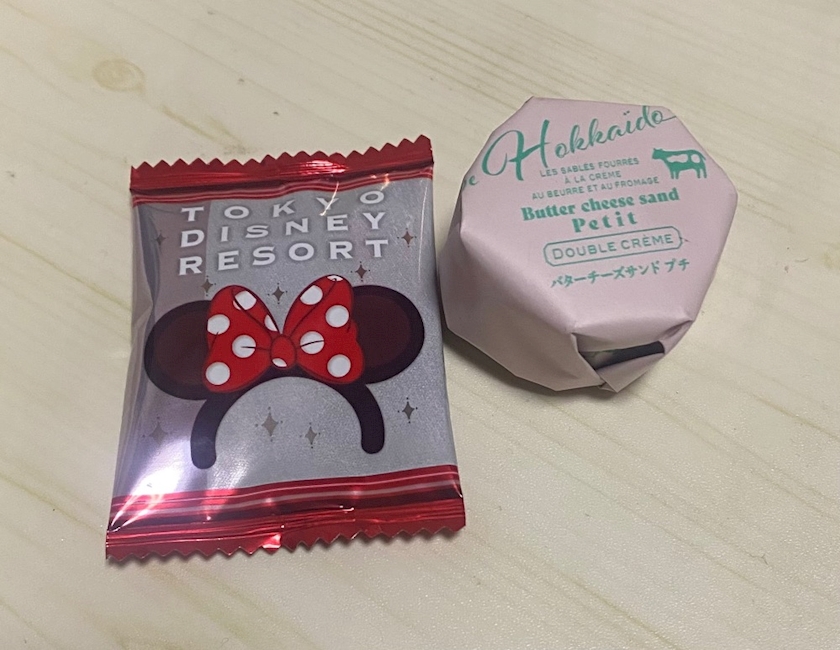 TOKYO
DISNEY
RESORT
Hokkaïdo
LES SABLÉS FOURRÉS
À LA CRÈME
AU BEURRE ET AU FROMAGE
Butter cheese sand
Petit
DOUBLE CRÈME
バターチーズサンド プチ